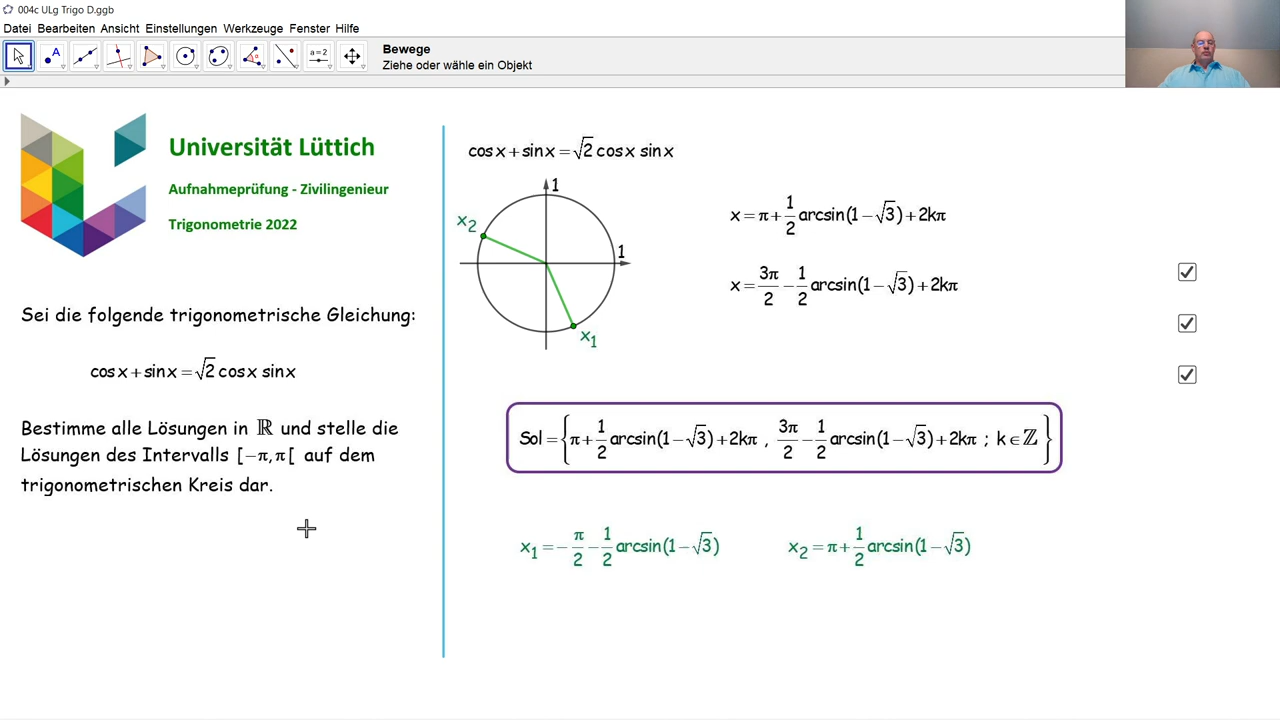 004c ULg Trigo D.ggb
Datei Bearbeiten Ansicht Einstellungen Werkzeuge Fenster Hilfe
A
a=2
Bewege
Ziehe oder wähle ein Objekt
Universität Lüttich
Aufnahmeprüfung - Zivilingenieur
Trigonometrie 2022
Sei die folgende trigonometrische Gleichung:
cos x + sin x = √2 cos x sin x
Bestimme alle Lösungen in ℝ und stelle die
Lösungen des Intervalls [-π,π[ auf dem
trigonometrischen Kreis dar.
cos x + sin x = √2 cos x sin x
1
x₂
1
x₁
x = π + 1/2 arcsin(1 - √3) + 2kπ
x = 3π/2 - 1/2 arcsin(1 - √3) + 2kπ
Sol = {π + 1/2 arcsin(1 - √3) + 2kπ , 3π/2 - 1/2 arcsin(1 - √3) + 2kπ ; k ∈ ℤ}
x₁ = -π/2 - 1/2 arcsin(1 - √3)
x₂ = π + 1/2 arcsin(1 - √3)